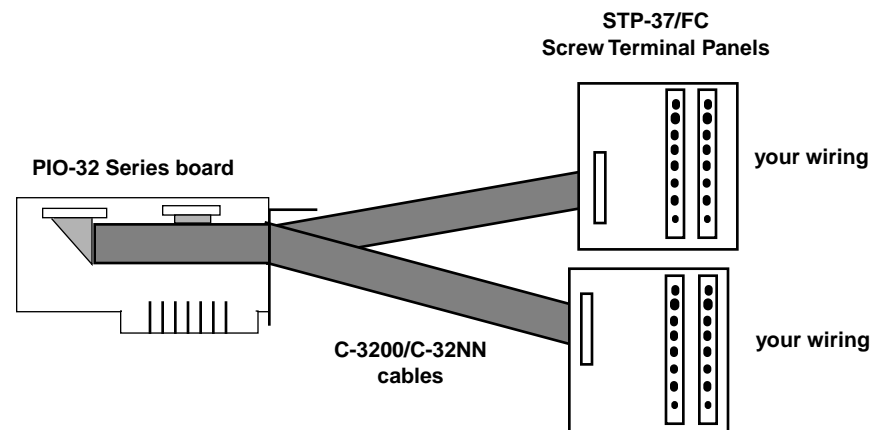 STP-37/FC
Screw Terminal Panels
your wiring
PIO-32 Series board
C-3200/C-32NN
cables
your wiring